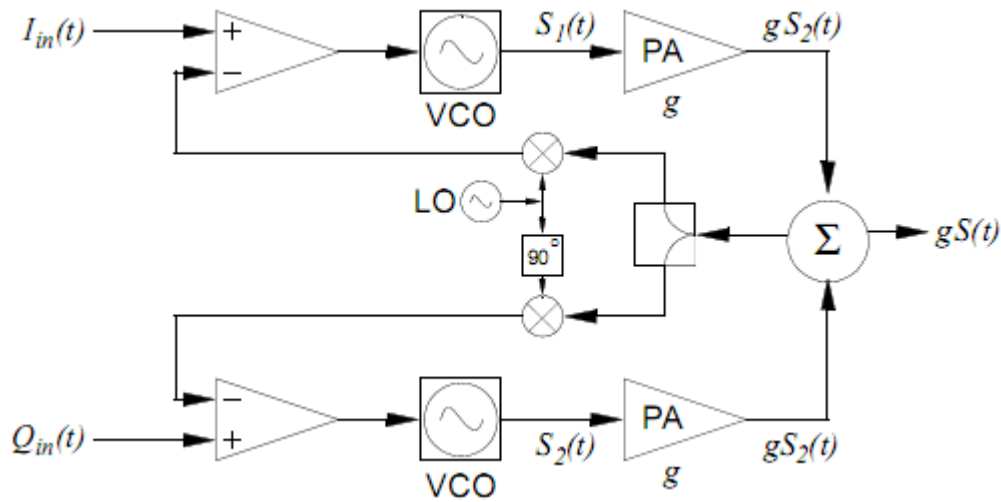 I_in(t)
+
−
VCO
S_1(t)
PA
g
gS_2(t)
LO
90°
Σ
gS(t)
Q_in(t)
−
+
VCO
S_2(t)
PA
g
gS_2(t)